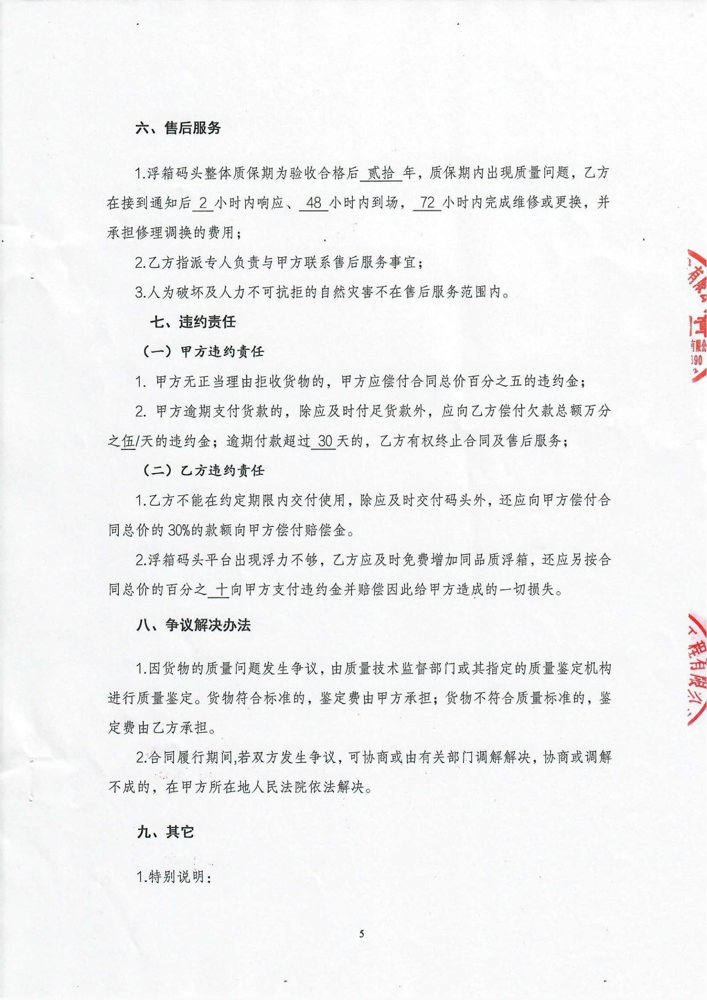 六、售后服务
1.浮箱码头整体质保期为验收合格后 贰拾 年，质保期内出现质量问题，乙方
在接到通知后 2 小时内响应、 48 小时内到场， 72 小时内完成维修或更换，并
承担修理调换的费用；
2.乙方指派专人负责与甲方联系售后服务事宜；
3.人为破坏及人力不可抗拒的自然灾害不在售后服务范围内。
七、违约责任
（一）甲方违约责任
1. 甲方无正当理由拒收货物的，甲方应偿付合同总价百分之五的违约金；
2. 甲方逾期支付货款的，除应及时付足货款外，应向乙方偿付欠款总额万分
之伍/天的违约金；逾期付款超过 30 天的，乙方有权终止合同及售后服务；
（二）乙方违约责任
1.乙方不能在约定期限内交付使用，除应及时交付码头外，还应向甲方偿付合
同总价的 30%的款额向甲方偿付赔偿金。
2.浮箱码头平台出现浮力不够，乙方应及时免费增加同品质浮箱，还应另按合
同总价的百分之 十向甲方支付违约金并赔偿因此给甲方造成的一切损失。
八、争议解决办法
1.因货物的质量问题发生争议，由质量技术监督部门或其指定的质量鉴定机构
进行质量鉴定。货物符合标准的，鉴定费由甲方承担；货物不符合质量标准的，鉴
定费由乙方承担。
2.合同履行期间,若双方发生争议，可协商或由有关部门调解解决，协商或调解
不成的，在甲方所在地人民法院依法解决。
九、其它
1.特别说明：
5
有限
章
有限公
390
2
程有限公